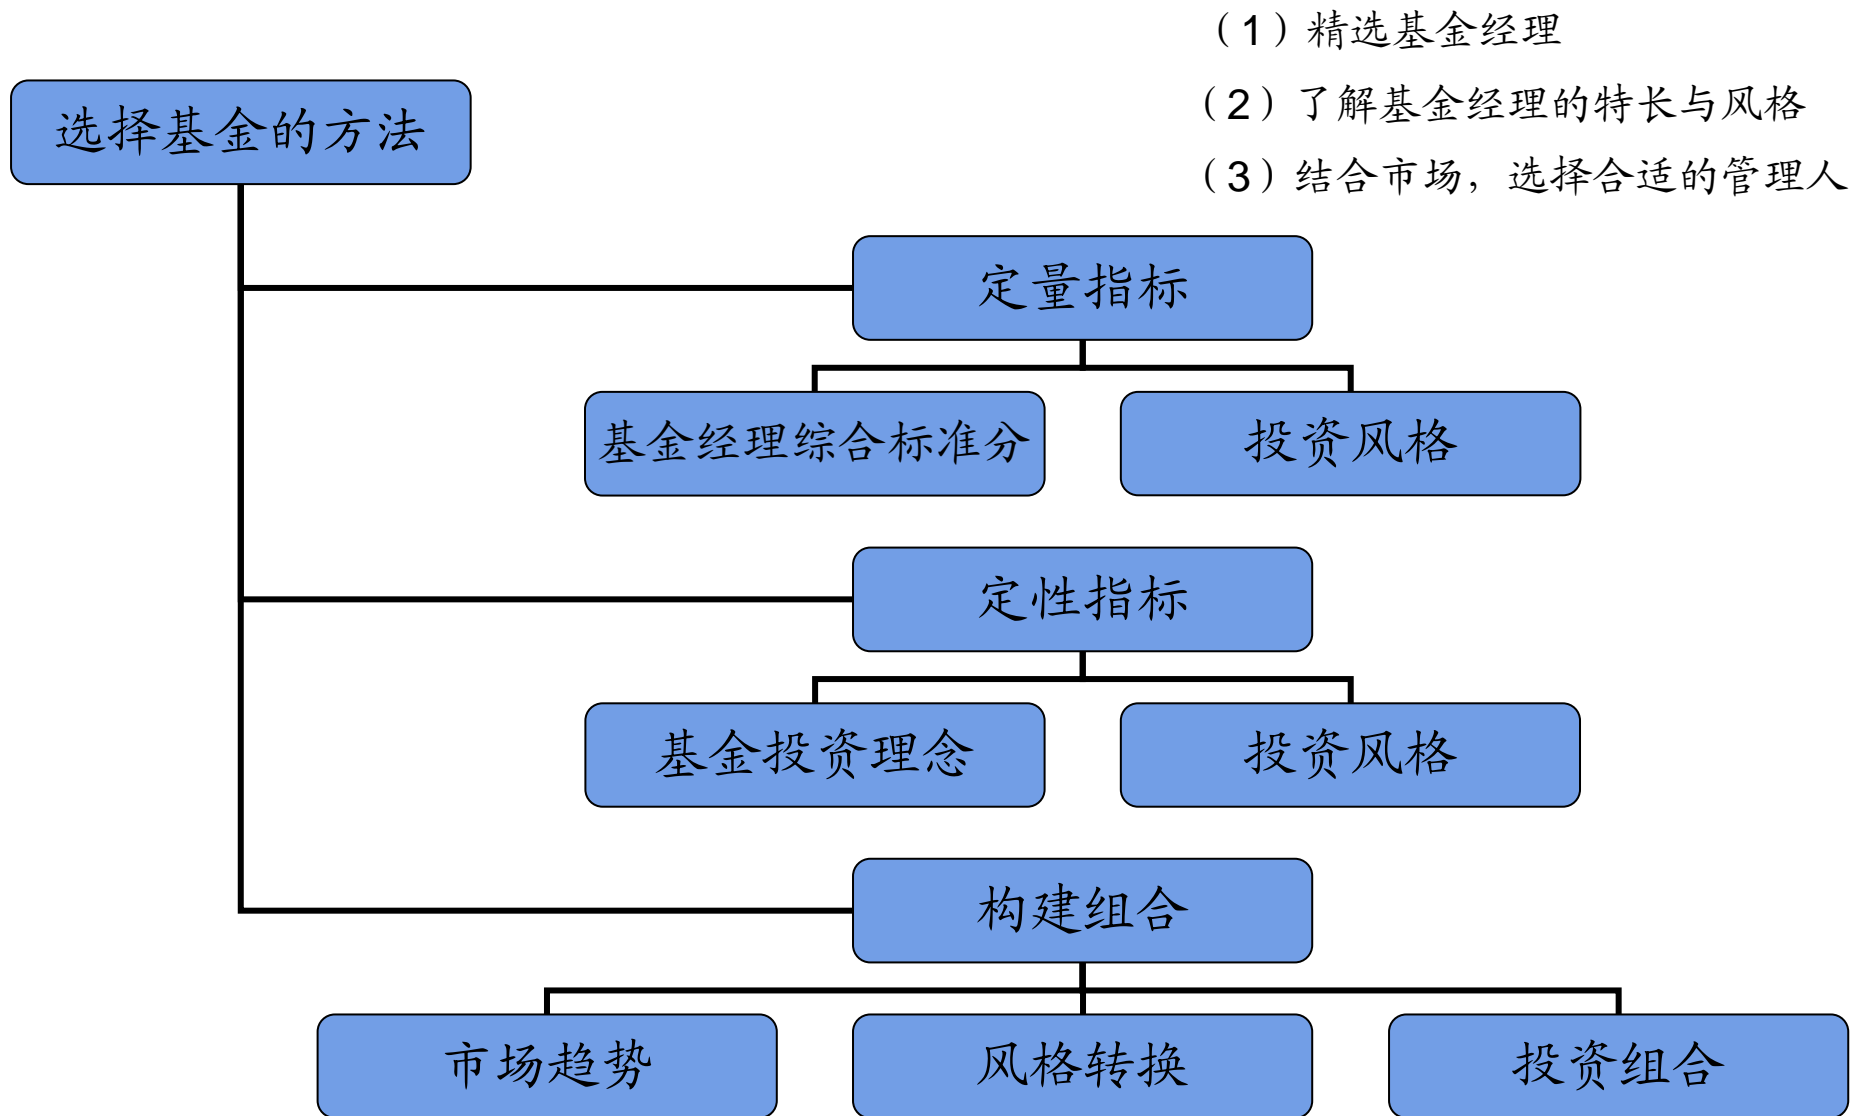 （1）精选基金经理
（2）了解基金经理的特长与风格
（3）结合市场，选择合适的管理人
选择基金的方法
定量指标
基金经理综合标准分
投资风格
定性指标
基金投资理念
投资风格
构建组合
市场趋势
风格转换
投资组合